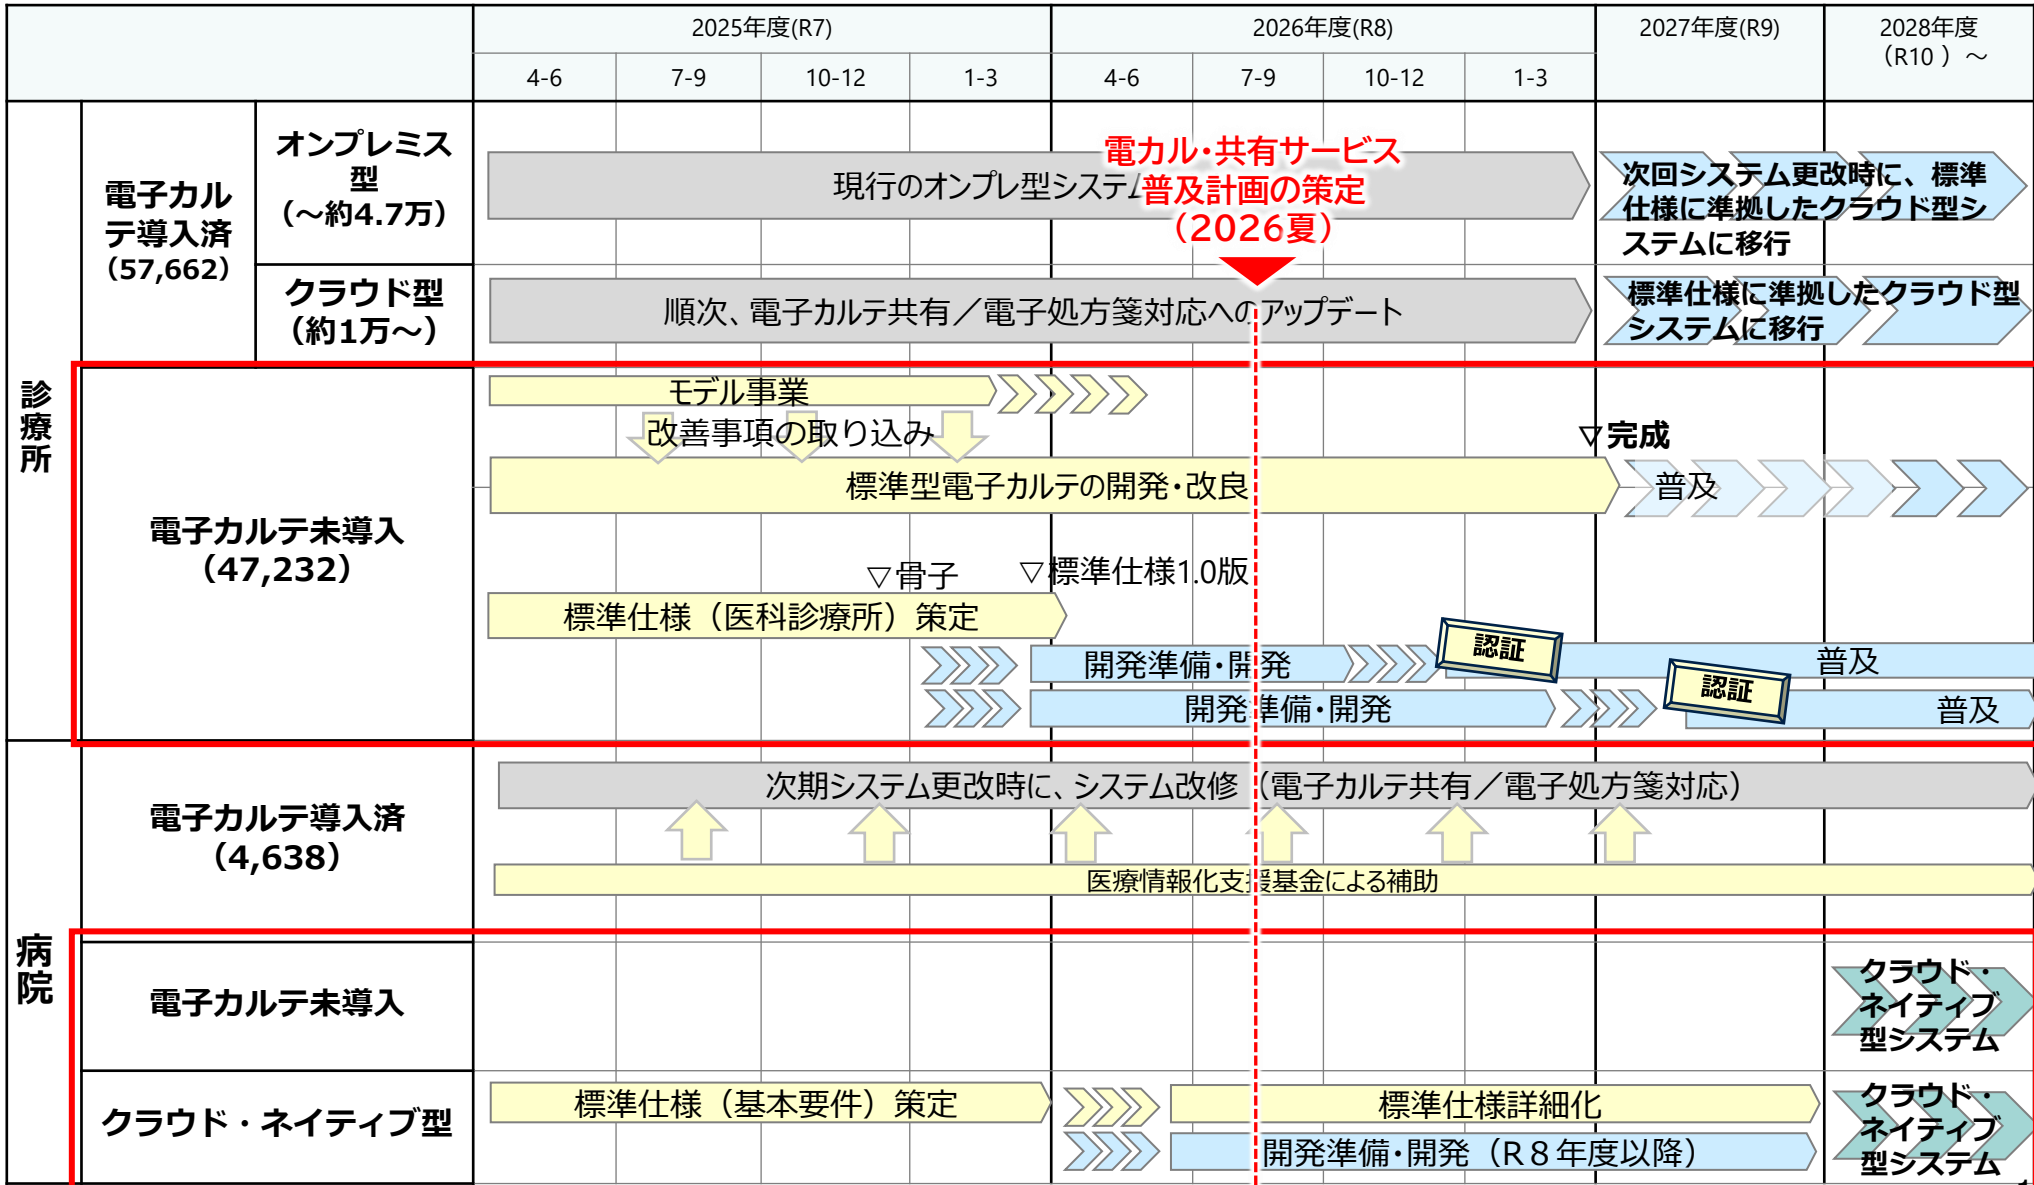 2025年度(R7)
2026年度(R8)
2027年度(R9)
2028年度
（R10 ）～
4-6
7-9
10-12
1-3
4-6
7-9
10-12
1-3
診療所
電子カル
テ導入済
（57,662）
オンプレミス
型
（～約4.7万）
現行のオンプレ型システム
電カル・共有サービス
普及計画の策定
（2026夏）
次回システム更改時に、標準
仕様に準拠したクラウド型シ
ステムに移行
クラウド型
（約1万～）
順次、電子カルテ共有／電子処方箋対応へのアップデート
標準仕様に準拠したクラウド型
システムに移行
電子カルテ未導入
（47,232）
モデル事業
改善事項の取り込み
▽完成
標準型電子カルテの開発・改良
普及
▽骨子
▽標準仕様1.0版
標準仕様（医科診療所）策定
開発準備・開発
認証
普及
開発準備・開発
認証
普及
病院
電子カルテ導入済
（4,638）
次期システム更改時に、システム改修（電子カルテ共有／電子処方箋対応）
医療情報化支援基金による補助
電子カルテ未導入
クラウド・
ネイティブ
型システム
クラウド・ネイティブ型
標準仕様（基本要件）策定
標準仕様詳細化
開発準備・開発（R８年度以降）
クラウド・
ネイティブ
型システム